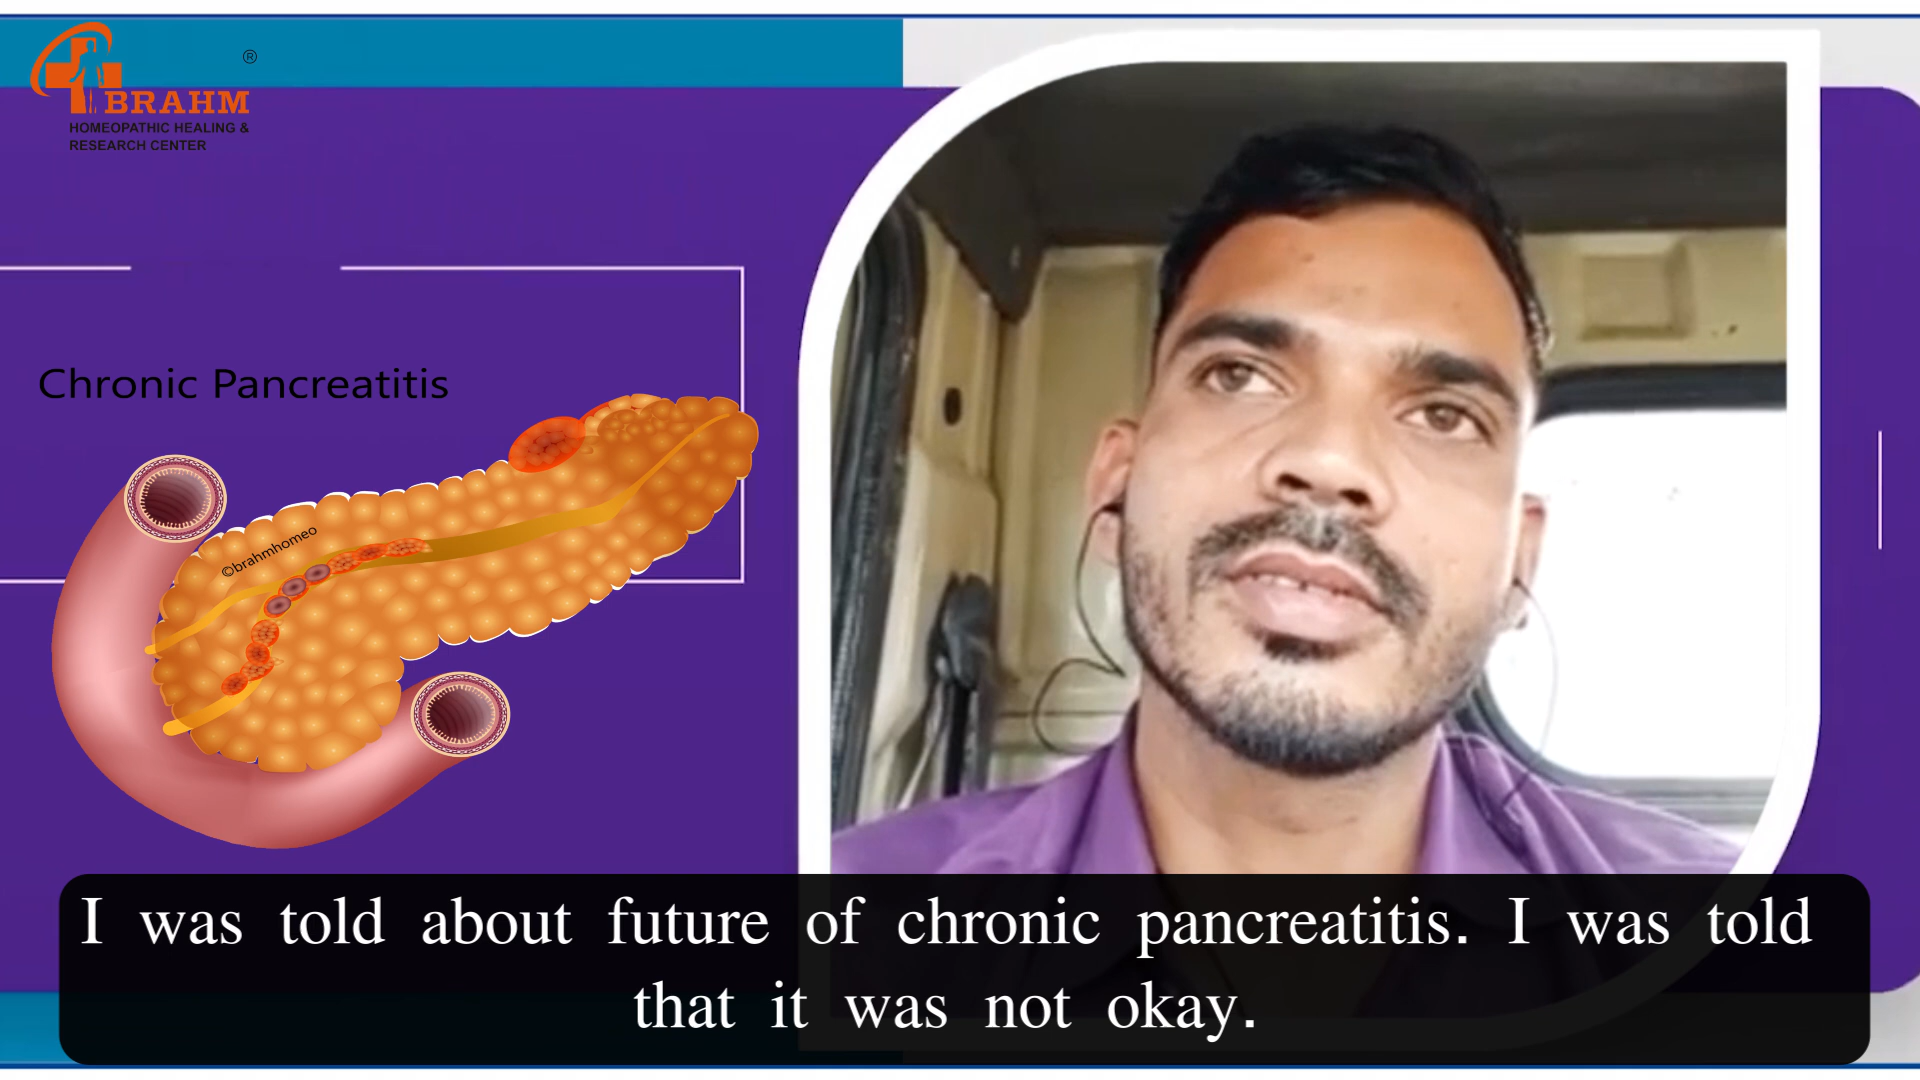 ®
BRAHM
HOMEOPATHIC HEALING &
RESEARCH CENTER
Chronic Pancreatitis
©brahmhomeo
I was told about future of chronic pancreatitis. I was told
that it was not okay.